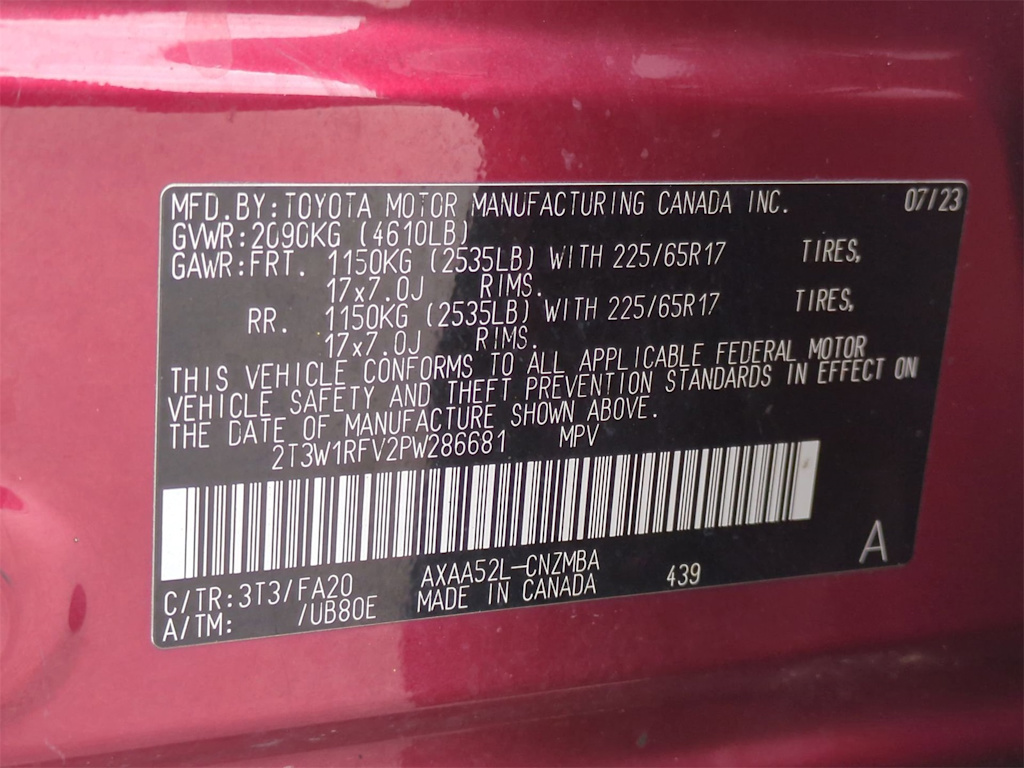 MFD.BY:TOYOTA MOTOR MANUFACTURING CANADA INC. 07/23
GVWR:2090KG (4610LB)
GAWR:FRT. 1150KG (2535LB) WITH 225/65R17 TIRES,
17x7.0J RIMS.
RR. 1150KG (2535LB) WITH 225/65R17 TIRES,
17x7.0J RIMS.
THIS VEHICLE CONFORMS TO ALL APPLICABLE FEDERAL MOTOR
VEHICLE SAFETY AND THEFT PREVENTION STANDARDS IN EFFECT ON
THE DATE OF MANUFACTURE SHOWN ABOVE.
2T3W1RFV2PW286681 MPV
A
C/TR:3T3/FA20 AXAA52L-CNZMBA 439
A/TM: /UB80E MADE IN CANADA